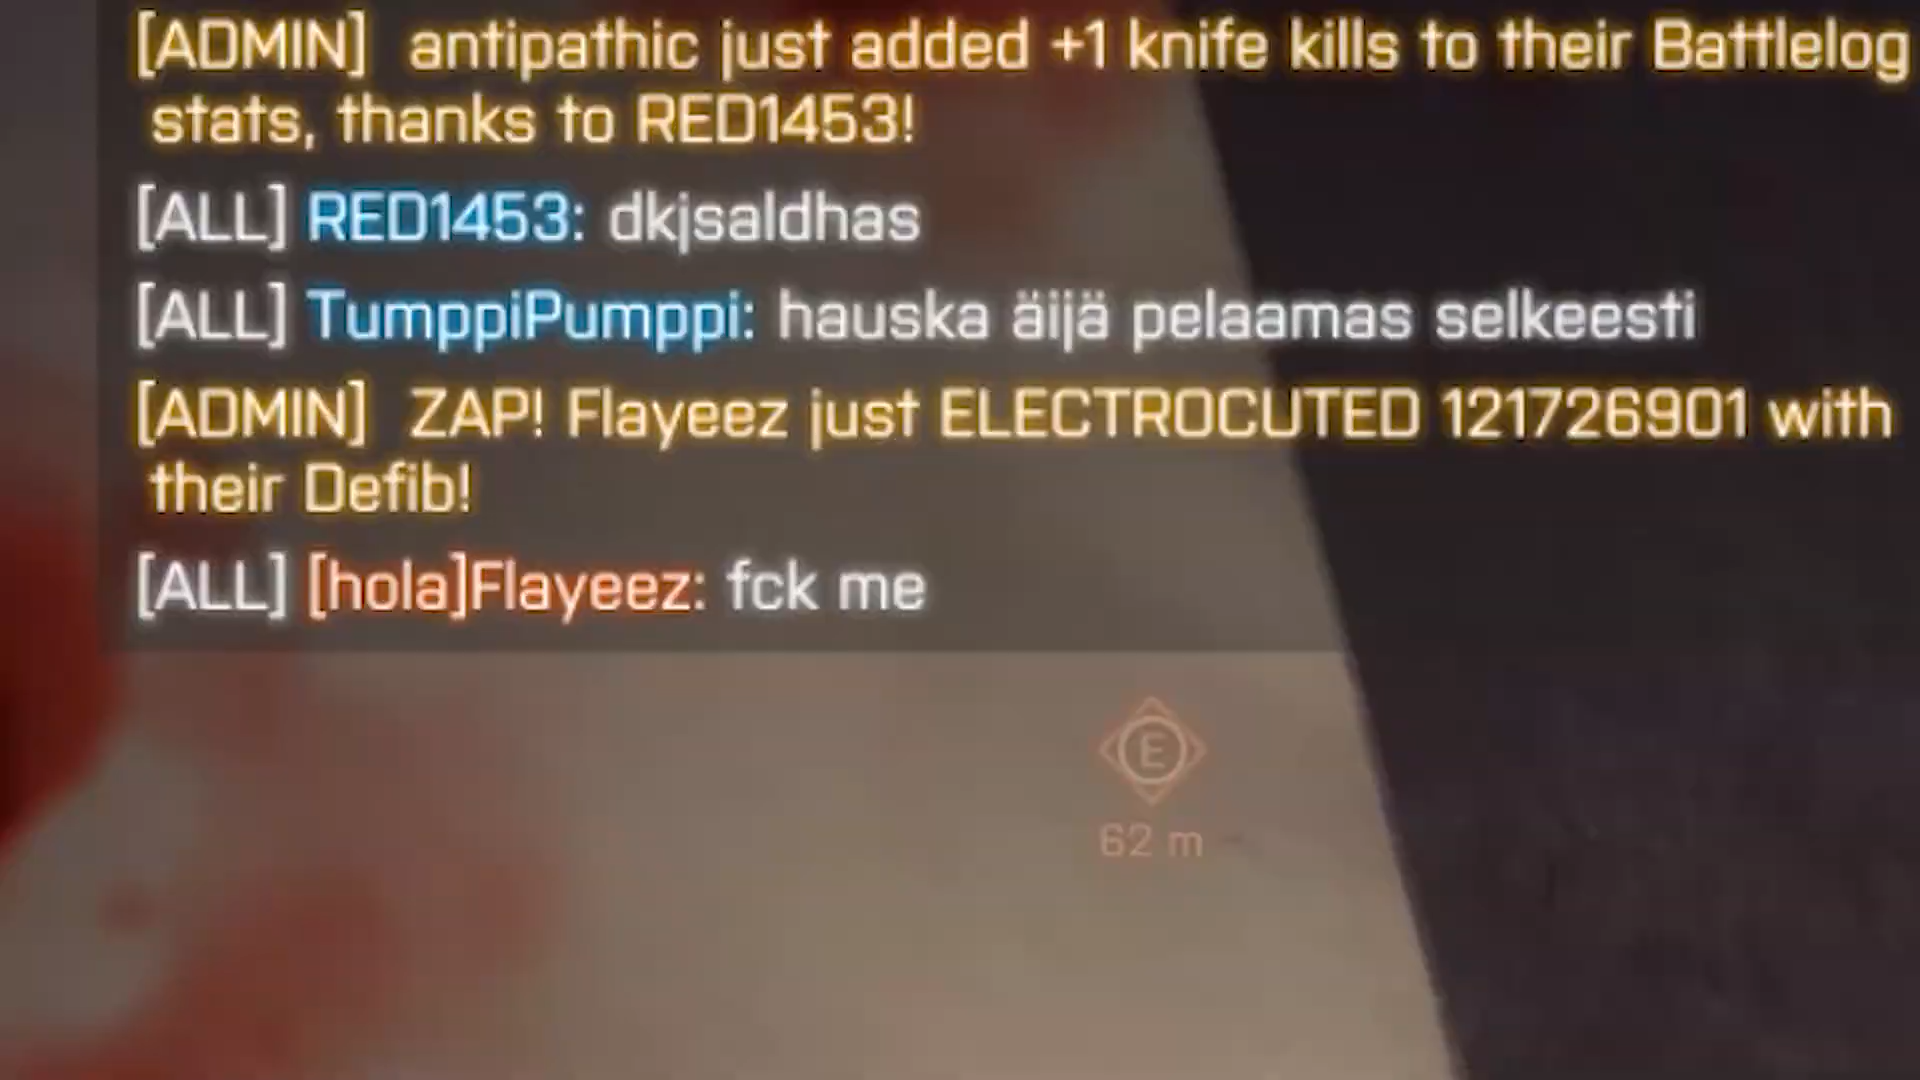 [ADMIN] antipathic just added +1 knife kills to their Battlelog
stats, thanks to RED1453!
[ALL] RED1453: dkjsaldhas
[ALL] TumppiPumppi: hauska äijä pelaamas selkeesti
[ADMIN] ZAP! Flayeez just ELECTROCUTED 121726901 with
their Defib!
[ALL] [hola]Flayeez: fck me
E
62 m